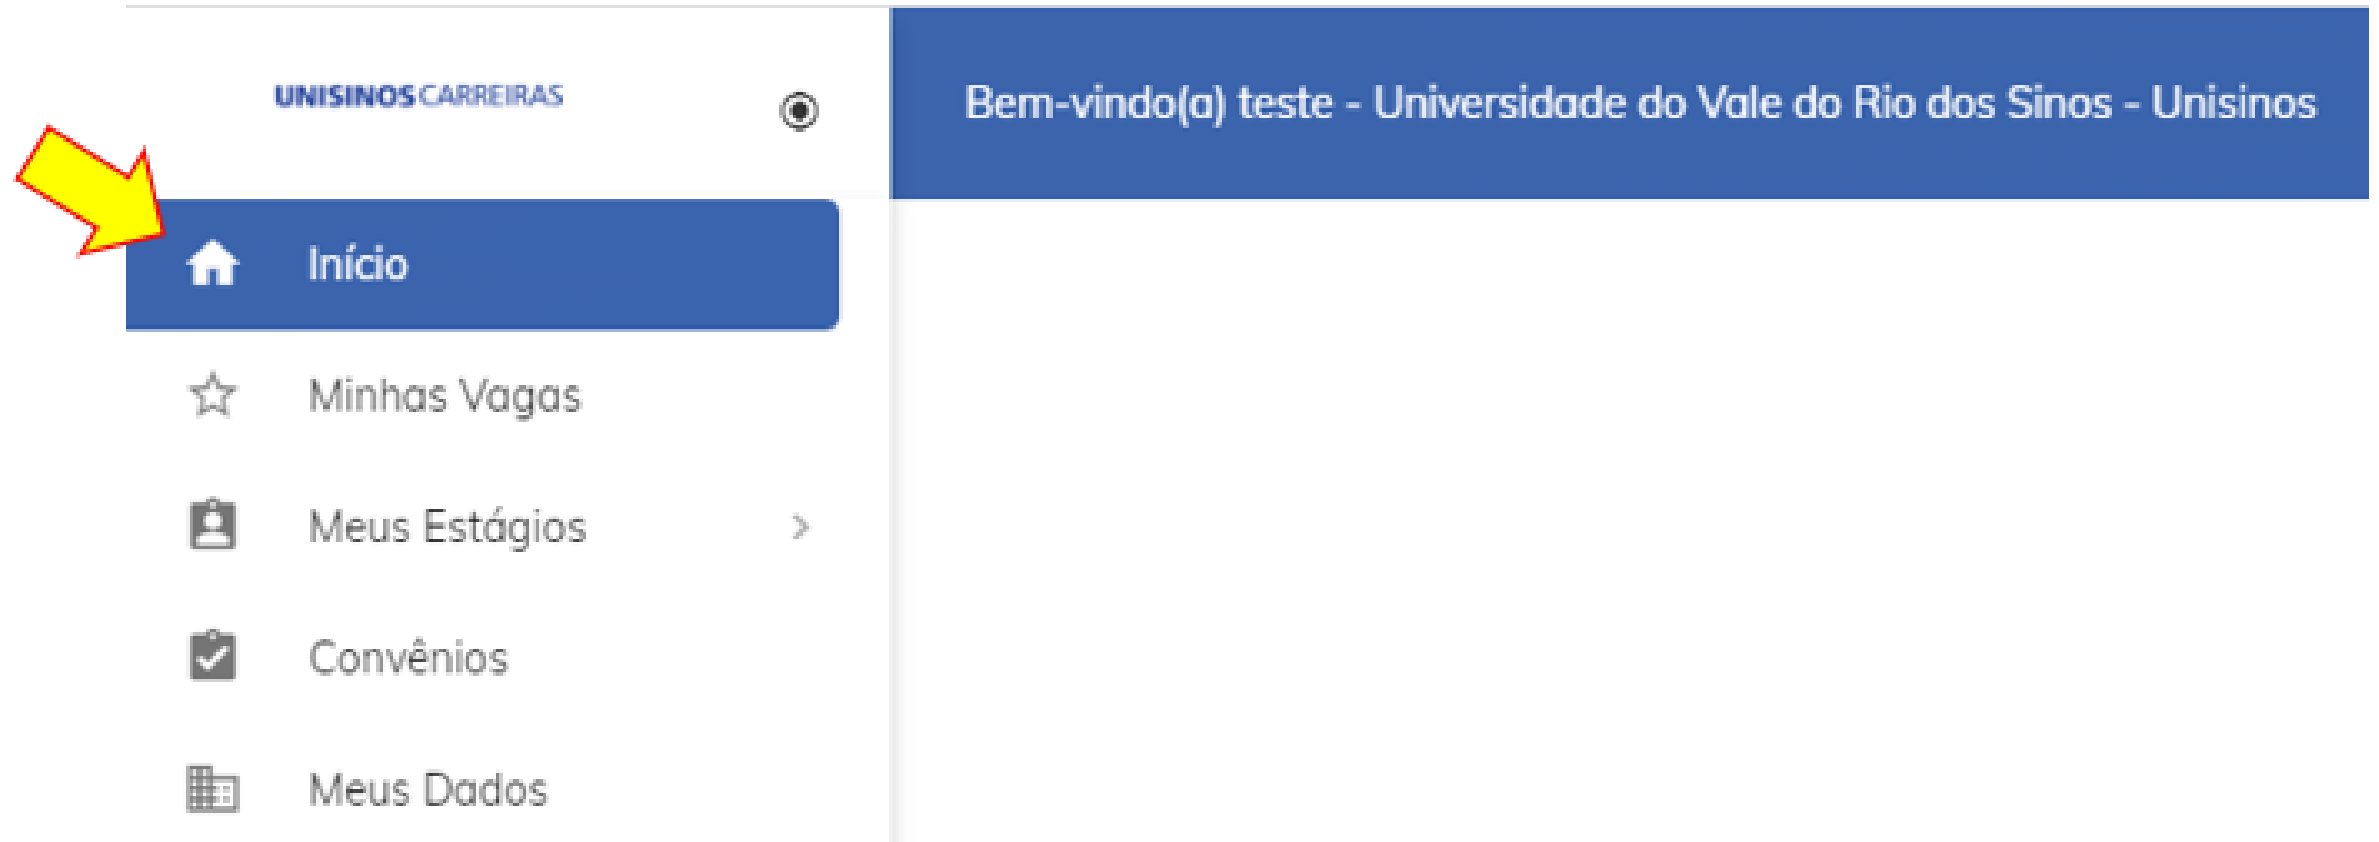 UNISINOS CARREIRAS
Bem-vindo(a) teste - Universidade do Vale do Rio dos Sinos - Unisinos
Início
Minhas Vagas
Meus Estágios
Convênios
Meus Dados